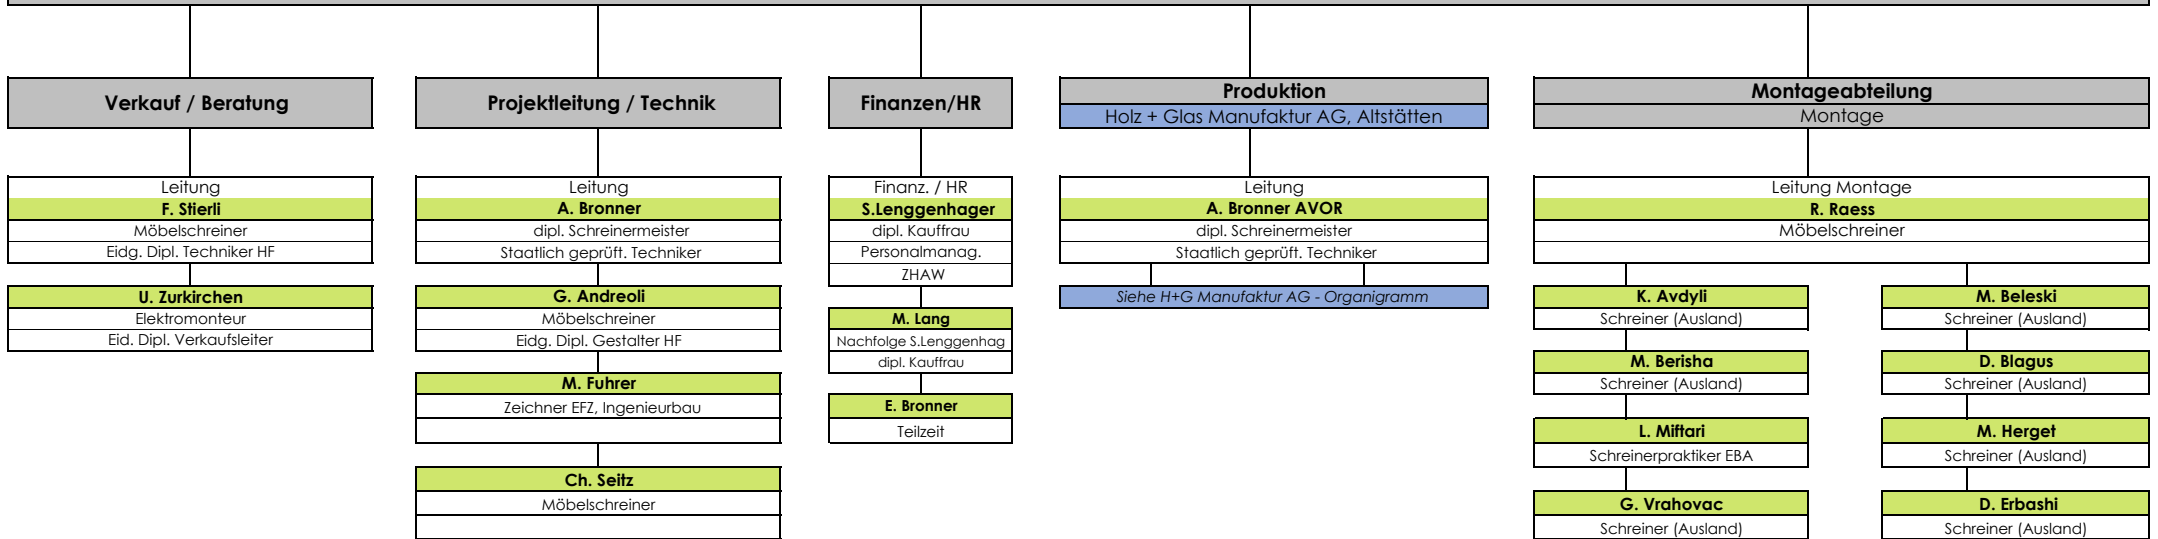 Verkauf / Beratung
Leitung
F. Stierli
Möbelschreiner
Eidg. Dipl. Techniker HF
U. Zurkirchen
Elektromonteur
Eid. Dipl. Verkaufsleiter
Projektleitung / Technik
Leitung
A. Bronner
dipl. Schreinermeister
Staatlich geprüft. Techniker
G. Andreoli
Möbelschreiner
Eidg. Dipl. Gestalter HF
M. Fuhrer
Zeichner EFZ, Ingenieurbau
Ch. Seitz
Möbelschreiner
Finanzen/HR
Finanz. / HR
S.Lenggenhager
dipl. Kauffrau
Personalmanag.
ZHAW
M. Lang
Nachfolge S.Lenggenhag
dipl. Kauffrau
E. Bronner
Teilzeit
Produktion
Holz + Glas Manufaktur AG, Altstätten
Leitung
A. Bronner AVOR
dipl. Schreinermeister
Staatlich geprüft. Techniker
Siehe H+G Manufaktur AG - Organigramm
Montageabteilung
Montage
Leitung Montage
R. Raess
Möbelschreiner
K. Avdyli
Schreiner (Ausland)
M. Berisha
Schreiner (Ausland)
L. Miftari
Schreinerpraktiker EBA
G. Vrahovac
Schreiner (Ausland)
M. Beleski
Schreiner (Ausland)
D. Blagus
Schreiner (Ausland)
M. Herget
Schreiner (Ausland)
D. Erbashi
Schreiner (Ausland)